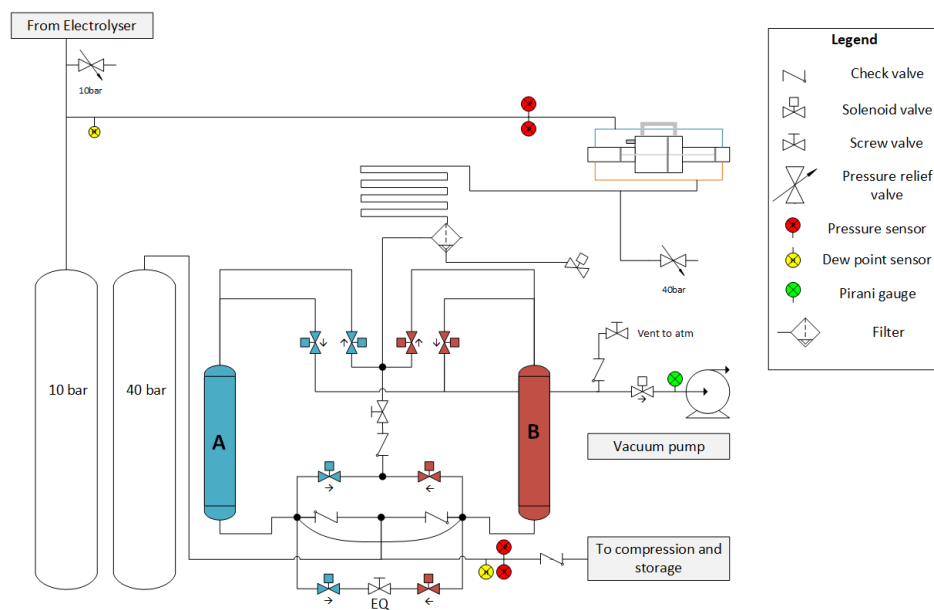 From Electrolyser
10bar
Legend
Check valve
Solenoid valve
Screw valve
Pressure relief
valve
Pressure sensor
Dew point sensor
Pirani gauge
Filter
40bar
Vent to atm
10 bar
40 bar
A
B
Vacuum pump
To compression and
storage
EQ